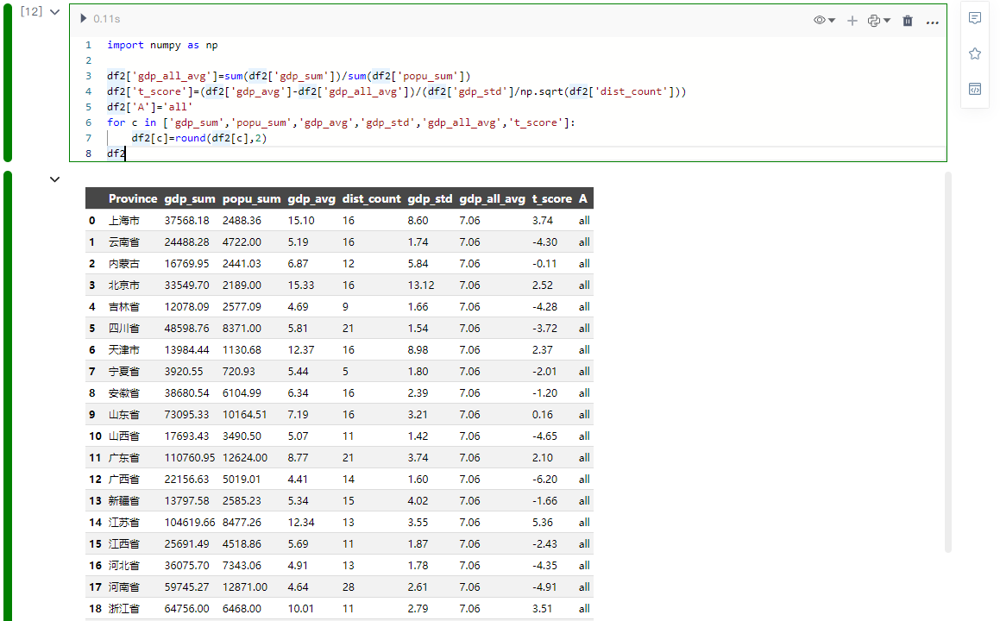 [12]
0.11s
...
1 import numpy as np
2
3 df2['gdp_all_avg']=sum(df2['gdp_sum'])/sum(df2['popu_sum'])
4 df2['t_score']=(df2['gdp_avg']-df2['gdp_all_avg'])/(df2['gdp_std']/np.sqrt(df2['dist_count']))
5 df2['A']='all'
6 for c in ['gdp_sum','popu_sum','gdp_avg','gdp_std','gdp_all_avg','t_score']:
7 df2[c]=round(df2[c],2)
8 df2
Province gdp_sum popu_sum gdp_avg dist_count gdp_std gdp_all_avg t_score A
0 上海市 37568.18 2488.36 15.10 16 8.60 7.06 3.74 all
1 云南省 24488.28 4722.00 5.19 16 1.74 7.06 -4.30 all
2 内蒙古 16769.95 2441.03 6.87 12 5.84 7.06 -0.11 all
3 北京市 33549.70 2189.00 15.33 16 13.12 7.06 2.52 all
4 吉林省 12078.09 2577.09 4.69 9 1.66 7.06 -4.28 all
5 四川省 48598.76 8371.00 5.81 21 1.54 7.06 -3.72 all
6 天津市 13984.44 1130.68 12.37 16 8.98 7.06 2.37 all
7 宁夏省 3920.55 720.93 5.44 5 1.80 7.06 -2.01 all
8 安徽省 38680.54 6104.99 6.34 16 2.39 7.06 -1.20 all
9 山东省 73095.33 10164.51 7.19 16 3.21 7.06 0.16 all
10 山西省 17693.43 3490.50 5.07 11 1.42 7.06 -4.65 all
11 广东省 110760.95 12624.00 8.77 21 3.74 7.06 2.10 all
12 广西省 22156.63 5019.01 4.41 14 1.60 7.06 -6.20 all
13 新疆省 13797.58 2585.23 5.34 15 4.02 7.06 -1.66 all
14 江苏省 104619.66 8477.26 12.34 13 3.55 7.06 5.36 all
15 江西省 25691.49 4518.86 5.69 11 1.87 7.06 -2.43 all
16 河北省 36075.70 7343.06 4.91 13 1.78 7.06 -4.35 all
17 河南省 59745.27 12871.00 4.64 28 2.61 7.06 -4.91 all
18 浙江省 64756.00 6468.00 10.01 11 2.79 7.06 3.51 all